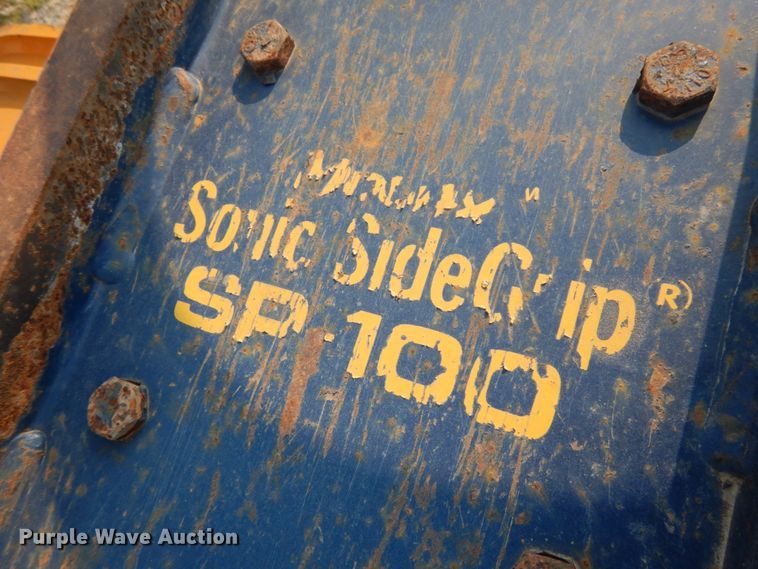 Sonic SideGrip®
SP-100
Purple Wave Auction